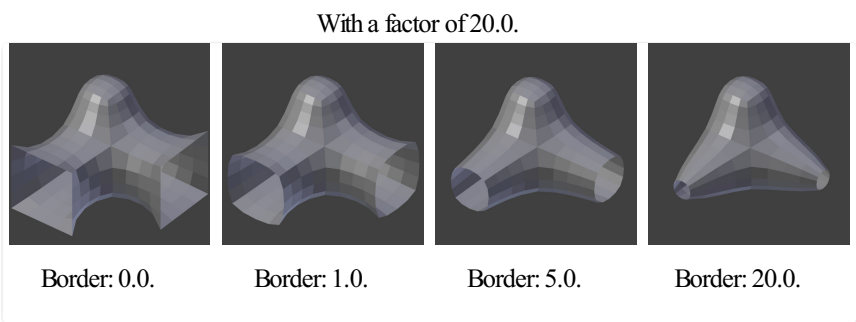 With a factor of 20.0.
Border: 0.0.
Border: 1.0.
Border: 5.0.
Border: 20.0.